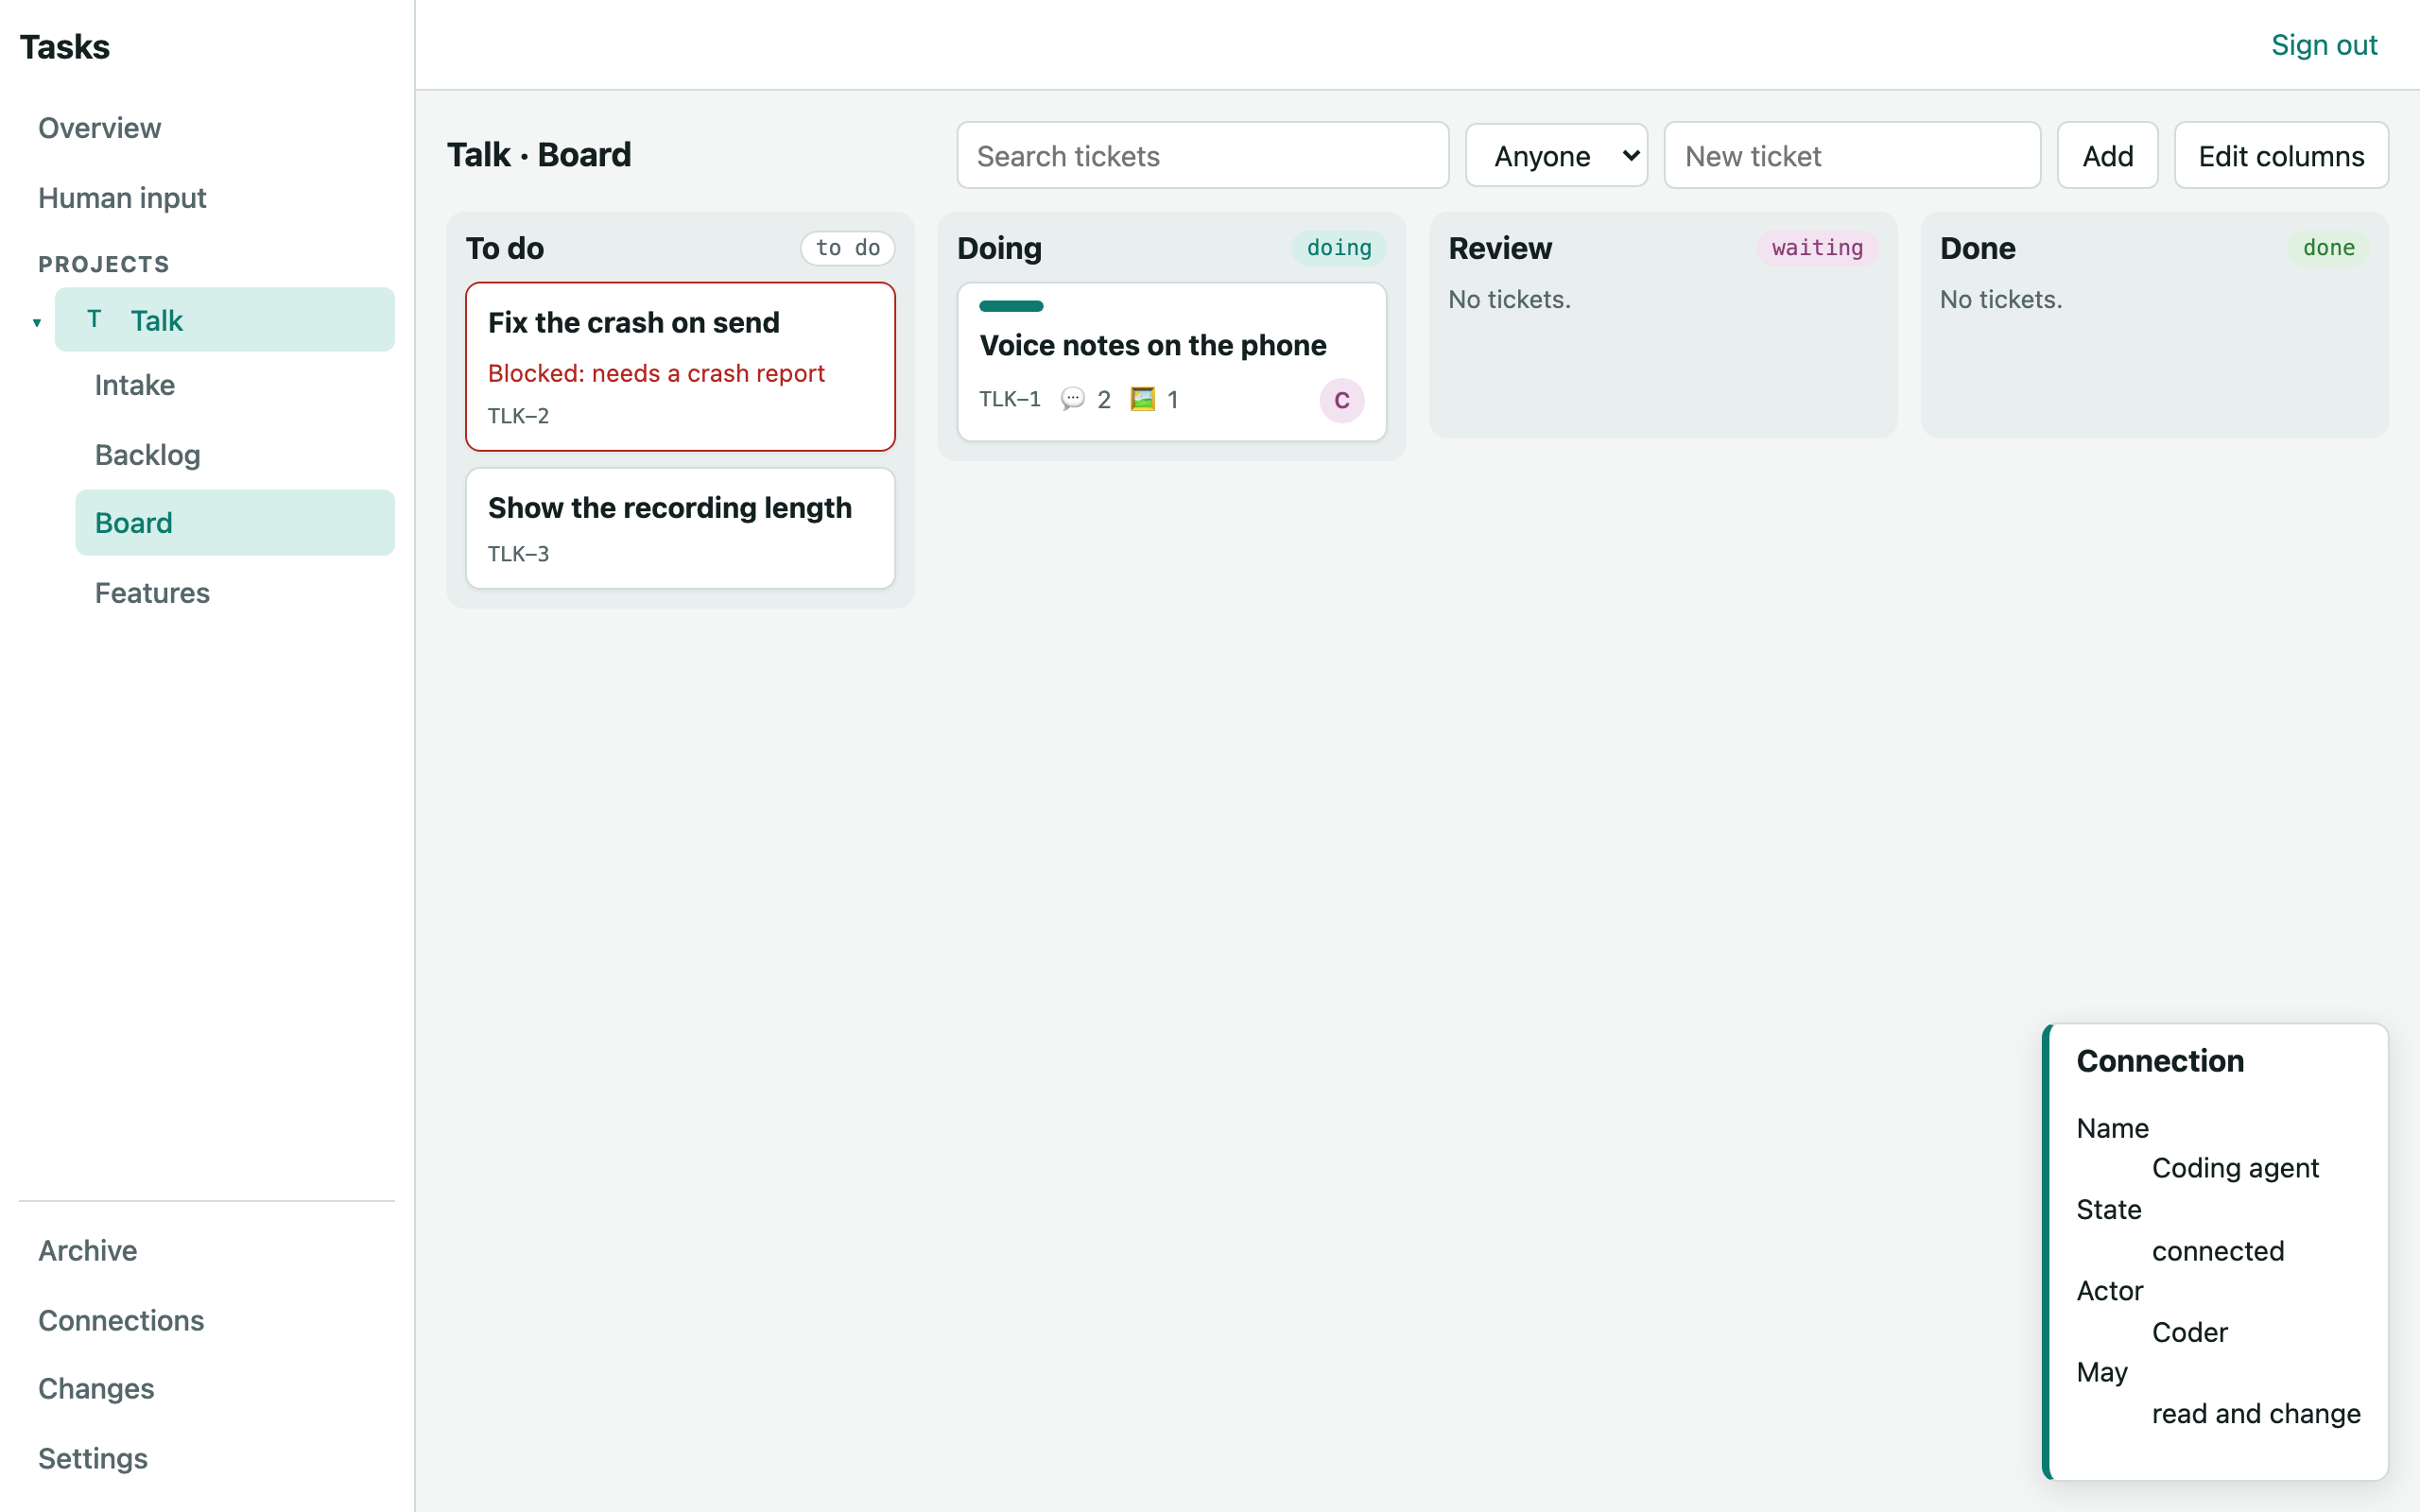 Tasks
Overview
Human input
PROJECTS
T Talk
Intake
Backlog
Board
Features
Archive
Connections
Changes
Settings
Sign out
Talk · Board
Search tickets
Anyone
New ticket
Add
Edit columns
To do
to do
Fix the crash on send
Blocked: needs a crash report
TLK-2
Show the recording length
TLK-3
Doing
doing
Voice notes on the phone
TLK-1 2 1
C
Review
waiting
No tickets.
Done
done
No tickets.
Connection
Name
Coding agent
State
connected
Actor
Coder
May
read and change